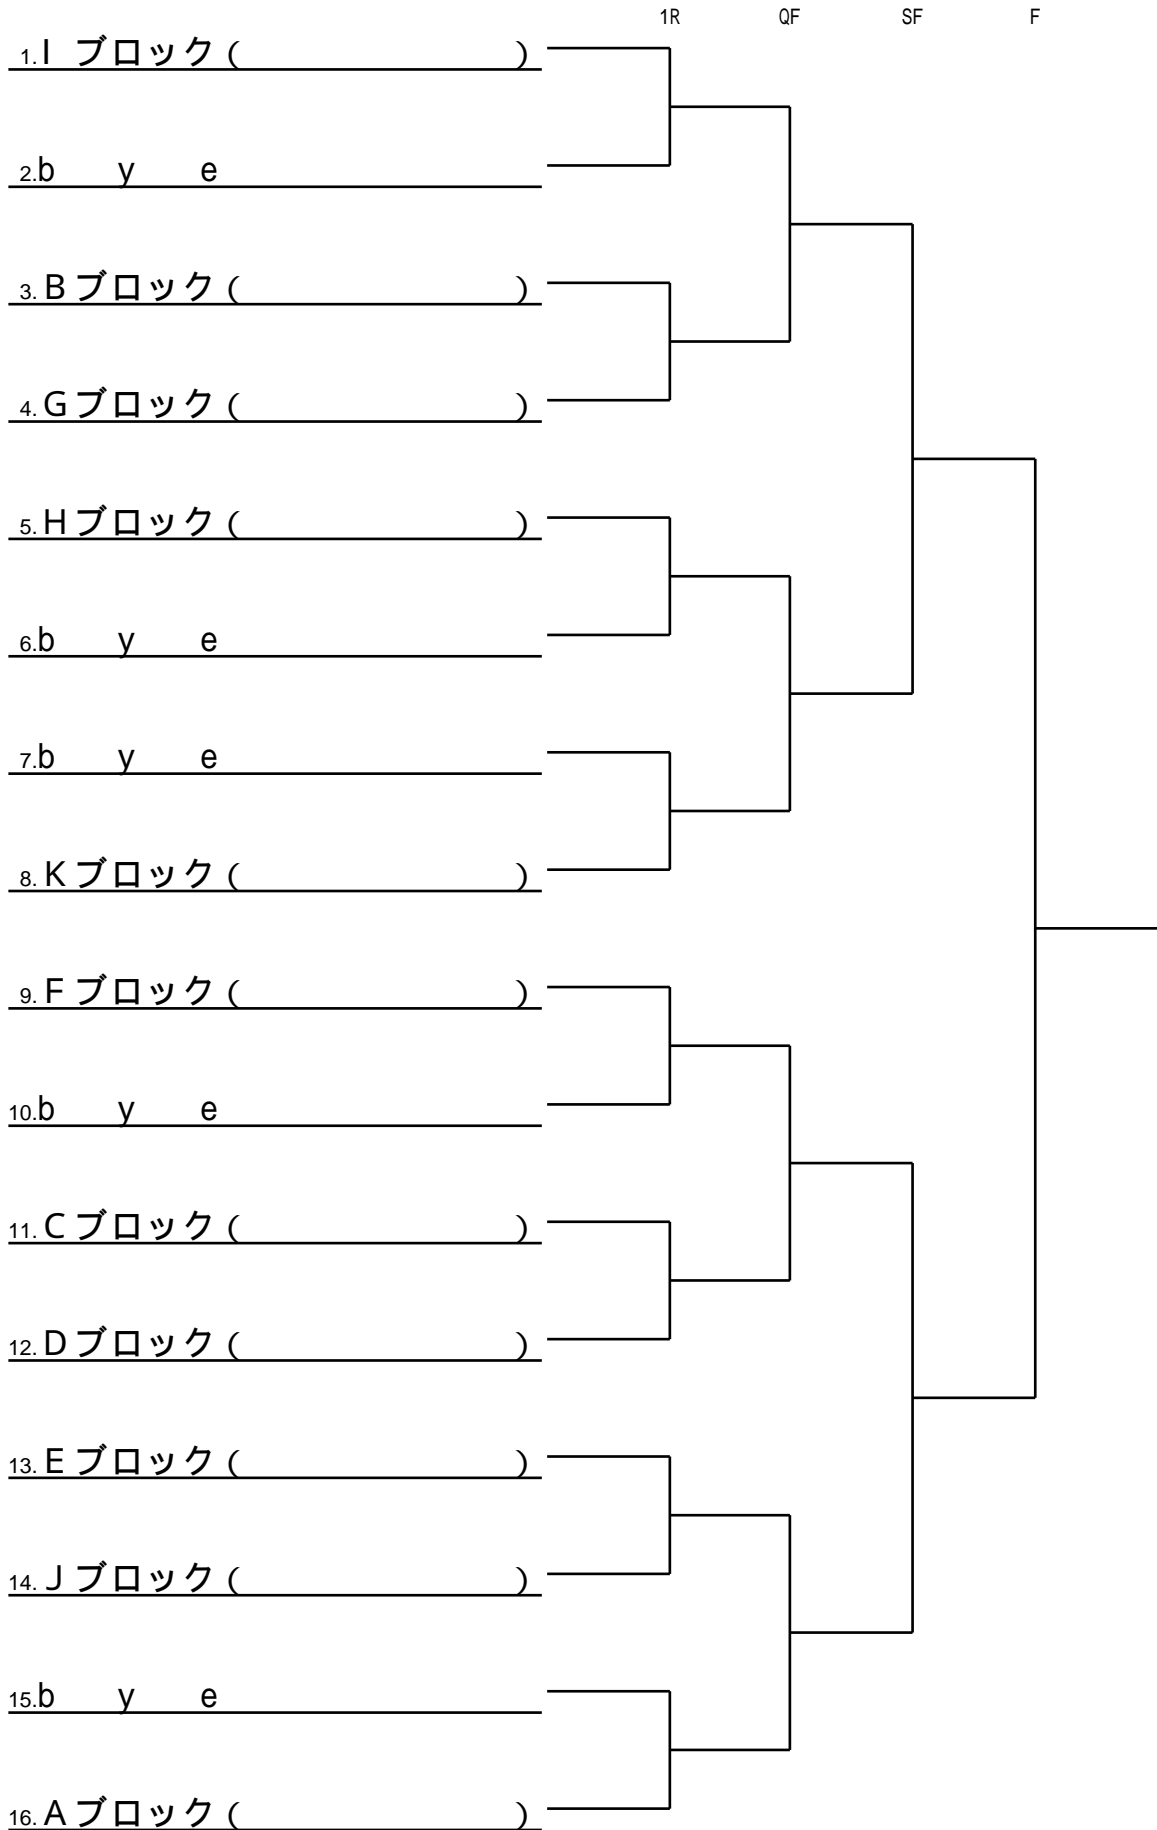 1R QF SF F
1. I ブロック ( )
2. b y e
3. B ブロック ( )
4. G ブロック ( )
5. H ブロック ( )
6. b y e
7. b y e
8. K ブロック ( )
9. F ブロック ( )
10. b y e
11. C ブロック ( )
12. D ブロック ( )
13. E ブロック ( )
14. J ブロック ( )
15. b y e
16. A ブロック ( )